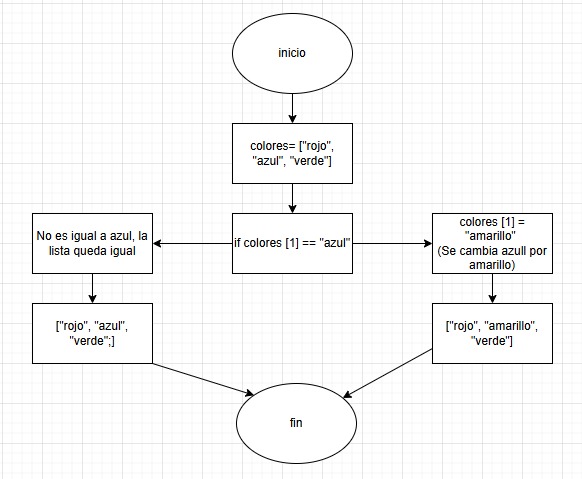 inicio
colores= ["rojo",
"azul", "verde"]
No es igual a azul, la
lista queda igual
if colores [1] == "azul"
colores [1] =
"amarillo"
(Se cambia azull por
amarillo)
["rojo", "azul",
"verde";]
["rojo", "amarillo",
"verde"]
fin